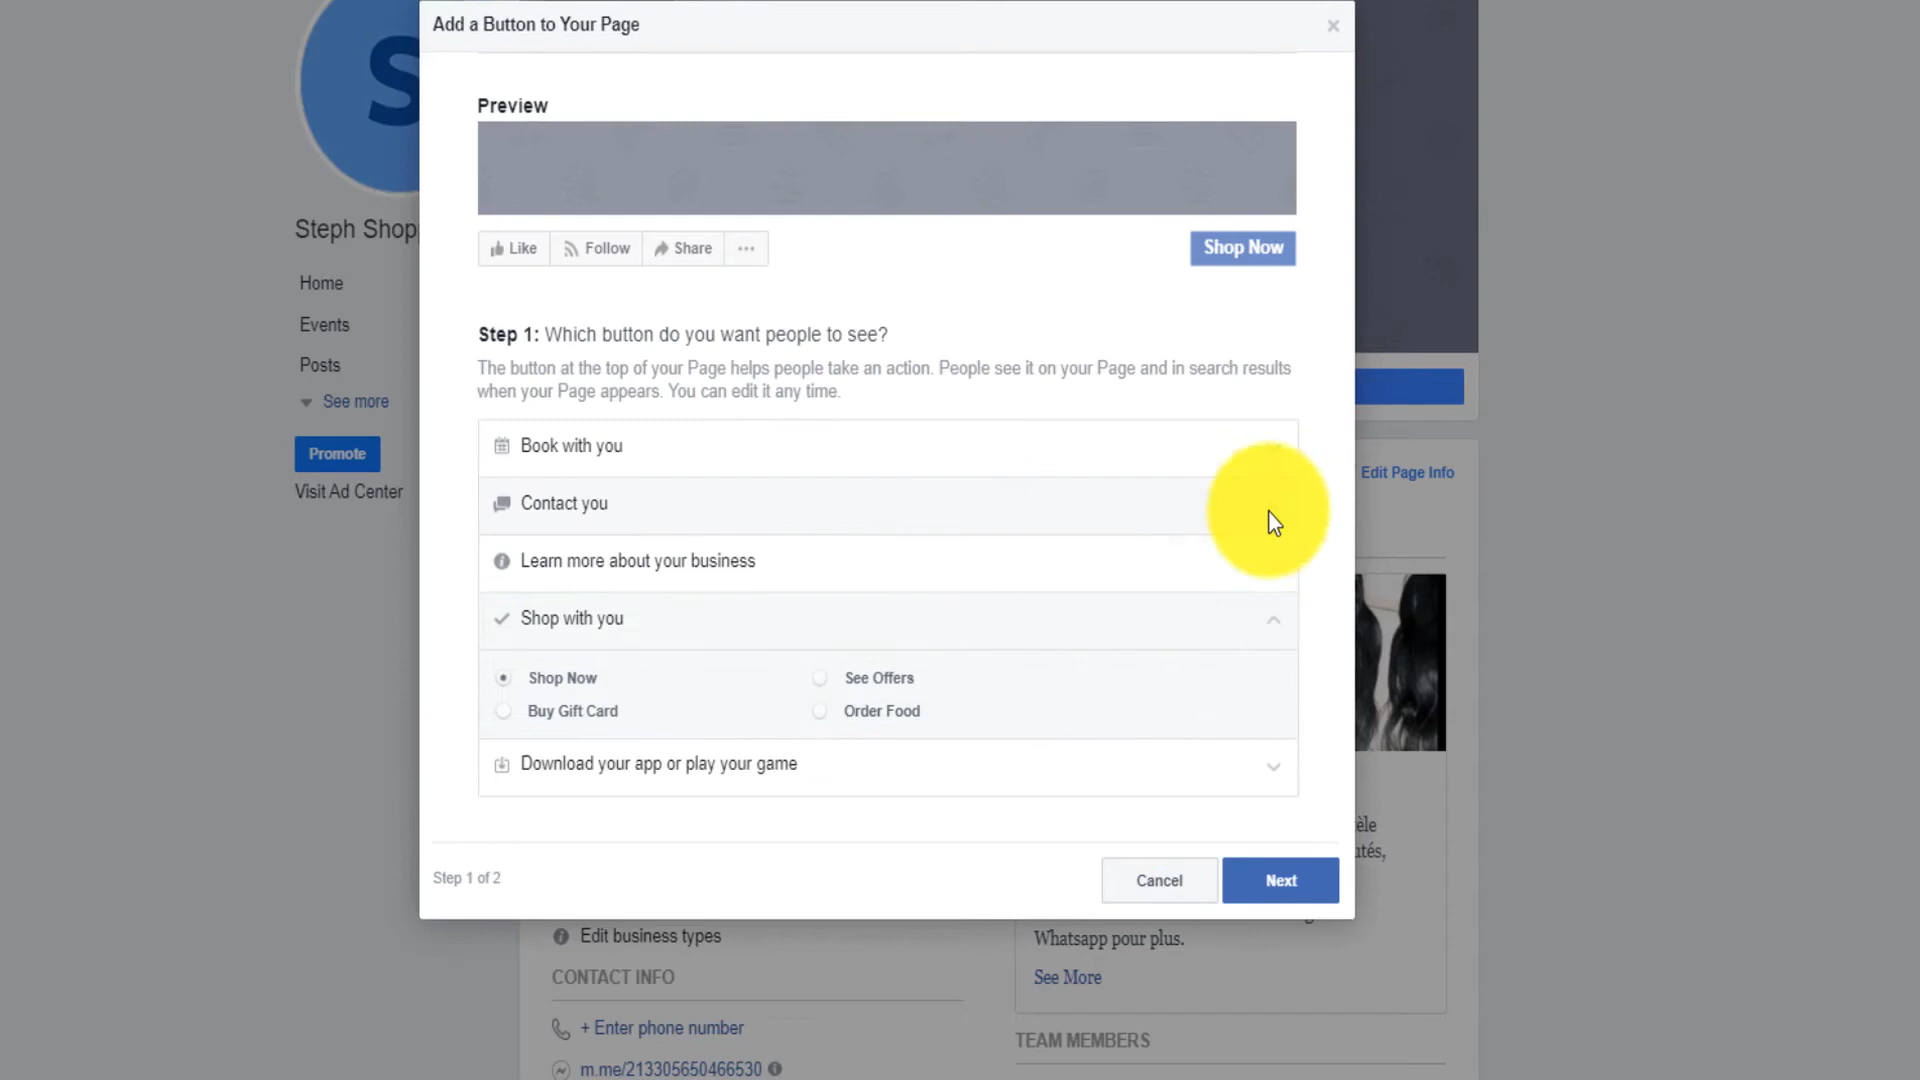 Add a Button to Your Page
Preview
Like
Follow
Share
Shop Now
Step 1: Which button do you want people to see?
The button at the top of your Page helps people take an action. People see it on your Page and in search results
when your Page appears. You can edit it any time.
Book with you
Contact you
Learn more about your business
Shop with you
Shop Now
See Offers
Buy Gift Card
Order Food
Download your app or play your game
Step 1 of 2
Cancel
Next
S
Steph Shop
Home
Events
Posts
See more
Promote
Visit Ad Center
Edit Page Info
Whatsapp pour plus.
See More
TEAM MEMBERS
Edit business types
CONTACT INFO
+ Enter phone number
m.me/213305650466530